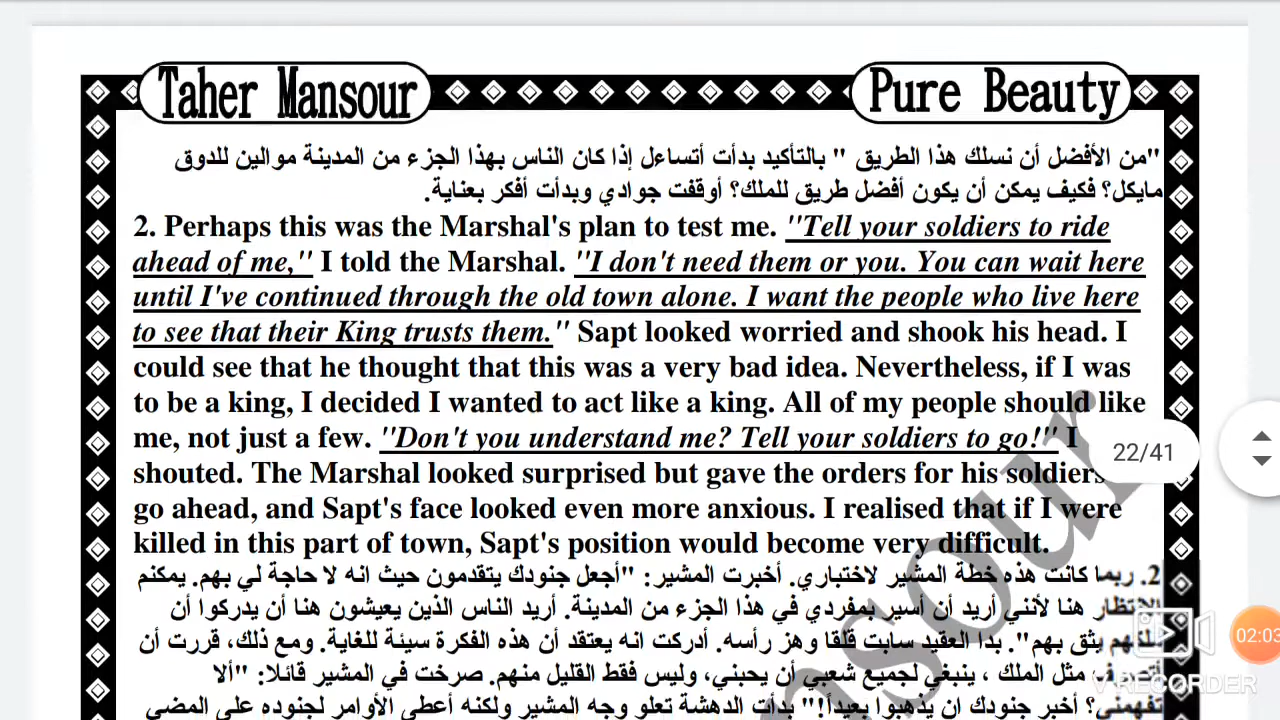 Taher Mansour
Pure Beauty
"من الأفضل أن نسلك هذا الطريق " بالتأكيد بدأت أتساءل إذا كان الناس بهذا الجزء من المدينة موالين للدوق
مايكل؟ فكيف يمكن أن يكون أفضل طريق للملك؟ أوقفت جوادي وبدأت أفكر بعناية.
2. Perhaps this was the Marshal's plan to test me. "Tell your soldiers to ride
ahead of me," I told the Marshal. "I don't need them or you. You can wait here
until I've continued through the old town alone. I want the people who live here
to see that their King trusts them." Sapt looked worried and shook his head. I
could see that he thought that this was a very bad idea. Nevertheless, if I was
to be a king, I decided I wanted to act like a king. All of my people should like
me, not just a few. "Don't you understand me? Tell your soldiers to go!" I
shouted. The Marshal looked surprised but gave the orders for his soldiers
go ahead, and Sapt's face looked even more anxious. I realised that if I were
killed in this part of town, Sapt's position would become very difficult.
2. ربما كانت هذه خطة المشير لاختباري. أخبرت المشير: "أجعل جنودك يتقدمون حيث انه لا حاجة لي بهم. يمكنم
الانتظار هنا لأنني أريد أن أسير بمفردي في هذا الجزء من المدينة. أريد الناس الذين يعيشون هنا أن يدركوا أن
ملكهم يثق بهم". بدا العقيد سابت قلقا وهز رأسه. أدركت انه يعتقد أن هذه الفكرة سيئة للغاية. ومع ذلك، قررت أن
أتصرف مثل الملك ، ينبغي لجميع شعبي أن يحبني، وليس فقط القليل منهم. صرخت في المشير قائلا: "ألا
تفهمني؟ أخبر جنودك ان يذهبوا بعيداً!" بدأت الدهشة تعلو وجه المشير ولكنه أعطى الأوامر لجنوده على المضي
22/41
02:03
V RECORDER
nsour